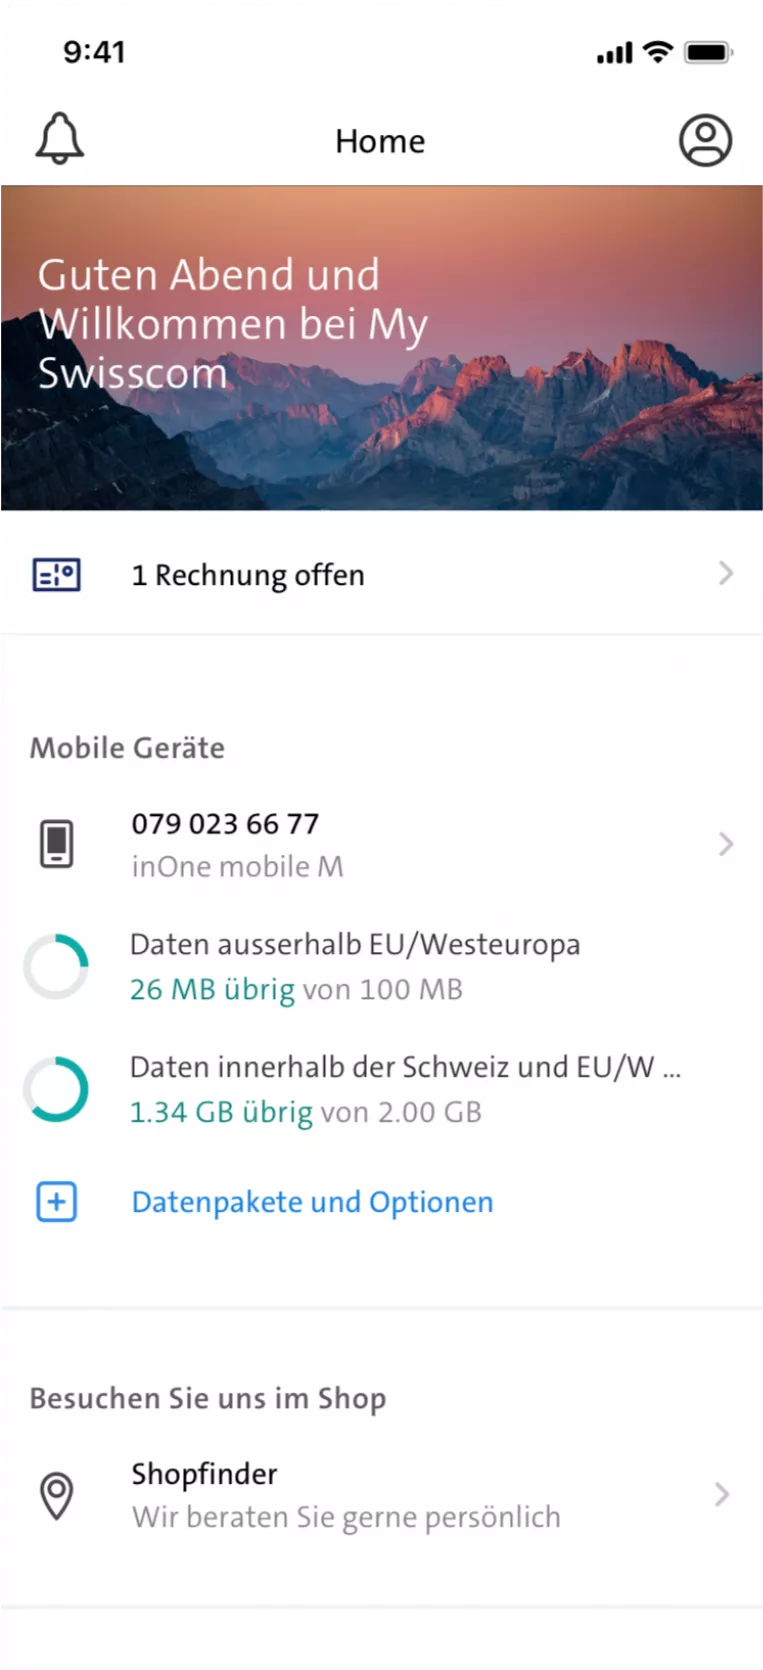 9:41
Home
Guten Abend und
Willkommen bei My
Swisscom
1 Rechnung offen
Mobile Geräte
079 023 66 77
inOne mobile M
Daten ausserhalb EU/Westeuropa
26 MB übrig von 100 MB
Daten innerhalb der Schweiz und EU/W ...
1.34 GB übrig von 2.00 GB
Datenpakete und Optionen
Besuchen Sie uns im Shop
Shopfinder
Wir beraten Sie gerne persönlich